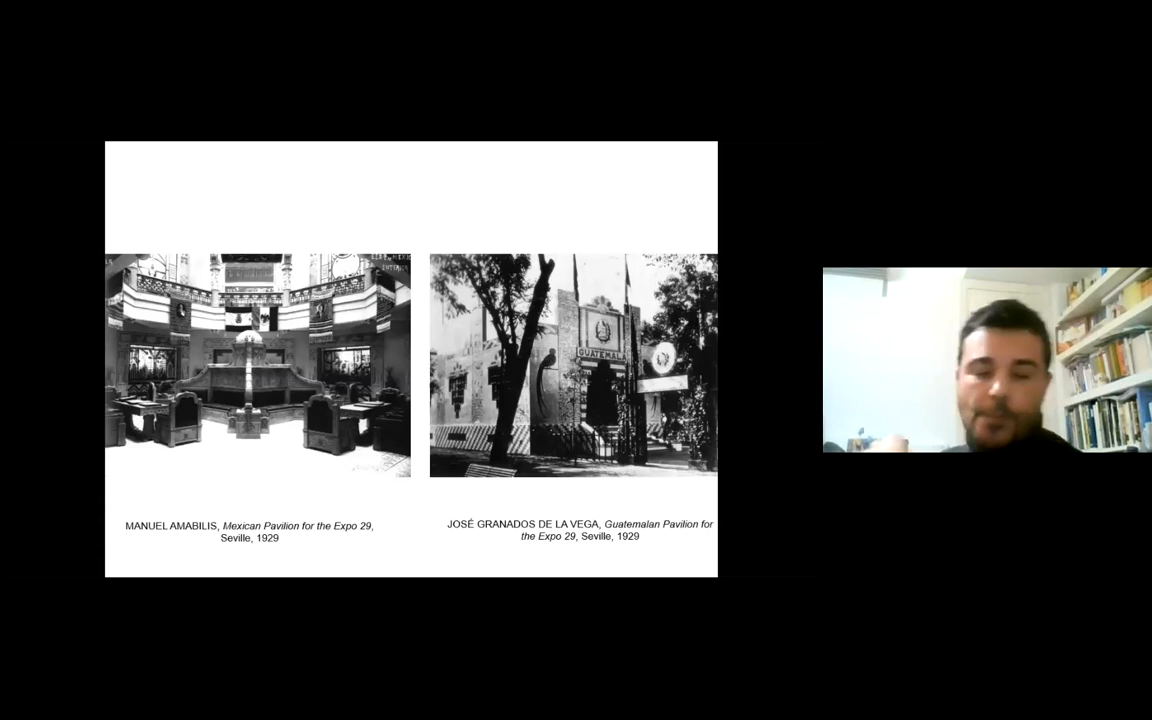 GUATEMALA
MANUEL AMABILIS, Mexican Pavilion for the Expo 29,
Seville, 1929
JOSÉ GRANADOS DE LA VEGA, Guatemalan Pavilion for
the Expo 29, Seville, 1929